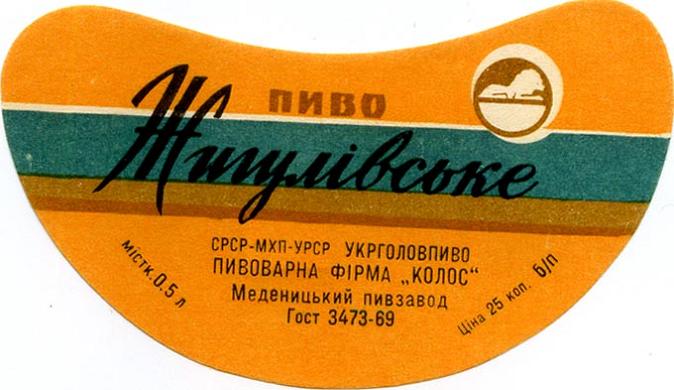 ПИВО
Жигулівське
СРСР-МХП-УРСР УКРГОЛОВПИВО
ПИВОВАРНА ФІРМА „КОЛОС“
Меденицький пивзавод
Гост 3473-69
містк. 0,5 л
Ціна 25 коп. б/п